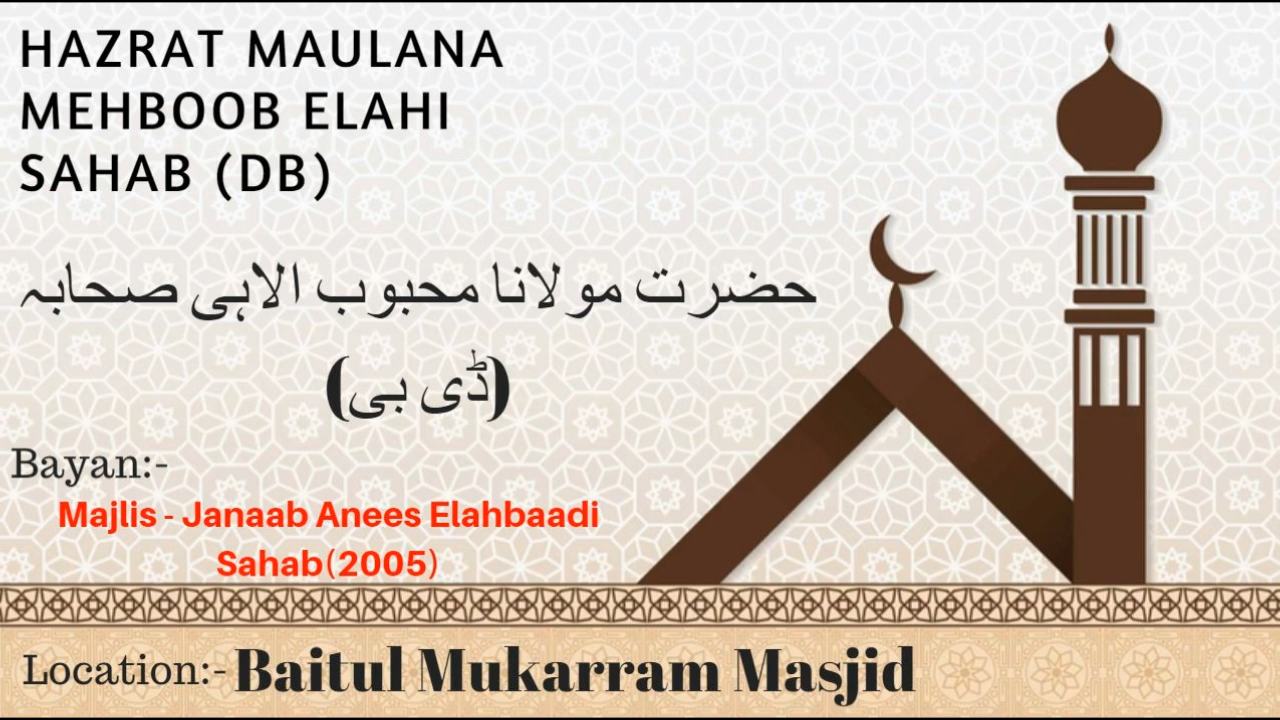 HAZRAT MAULANA
MEHBOOB ELAHI
SAHAB (DB)
حضرت مولانا محبوب الاہی صحابہ
(ڈی بی)
Bayan:-
Majlis - Janaab Anees Elahbaadi
Sahab(2005)
Location:- Baitul Mukarram Masjid